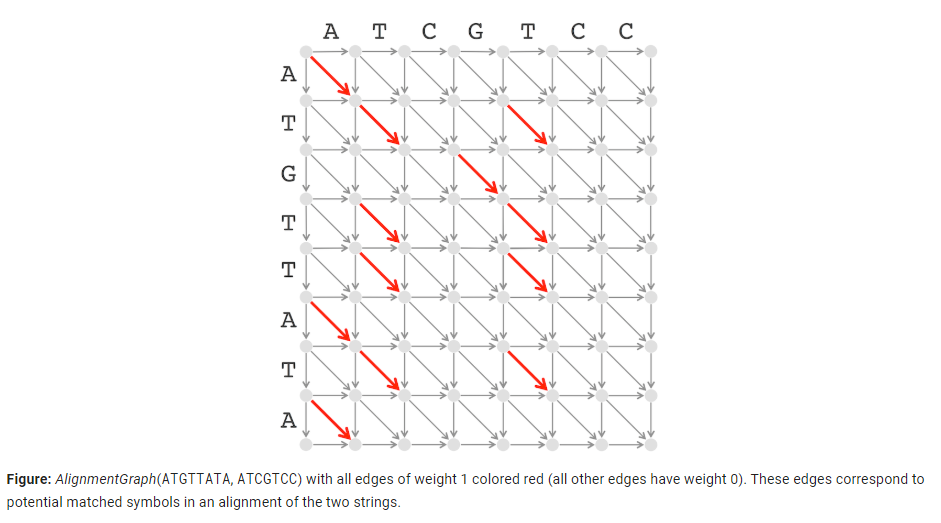 A T C G T C C
A
T
G
T
T
A
T
A
Figure: AlignmentGraph(ATGTTATA, ATCGTCC) with all edges of weight 1 colored red (all other edges have weight 0). These edges correspond to
potential matched symbols in an alignment of the two strings.